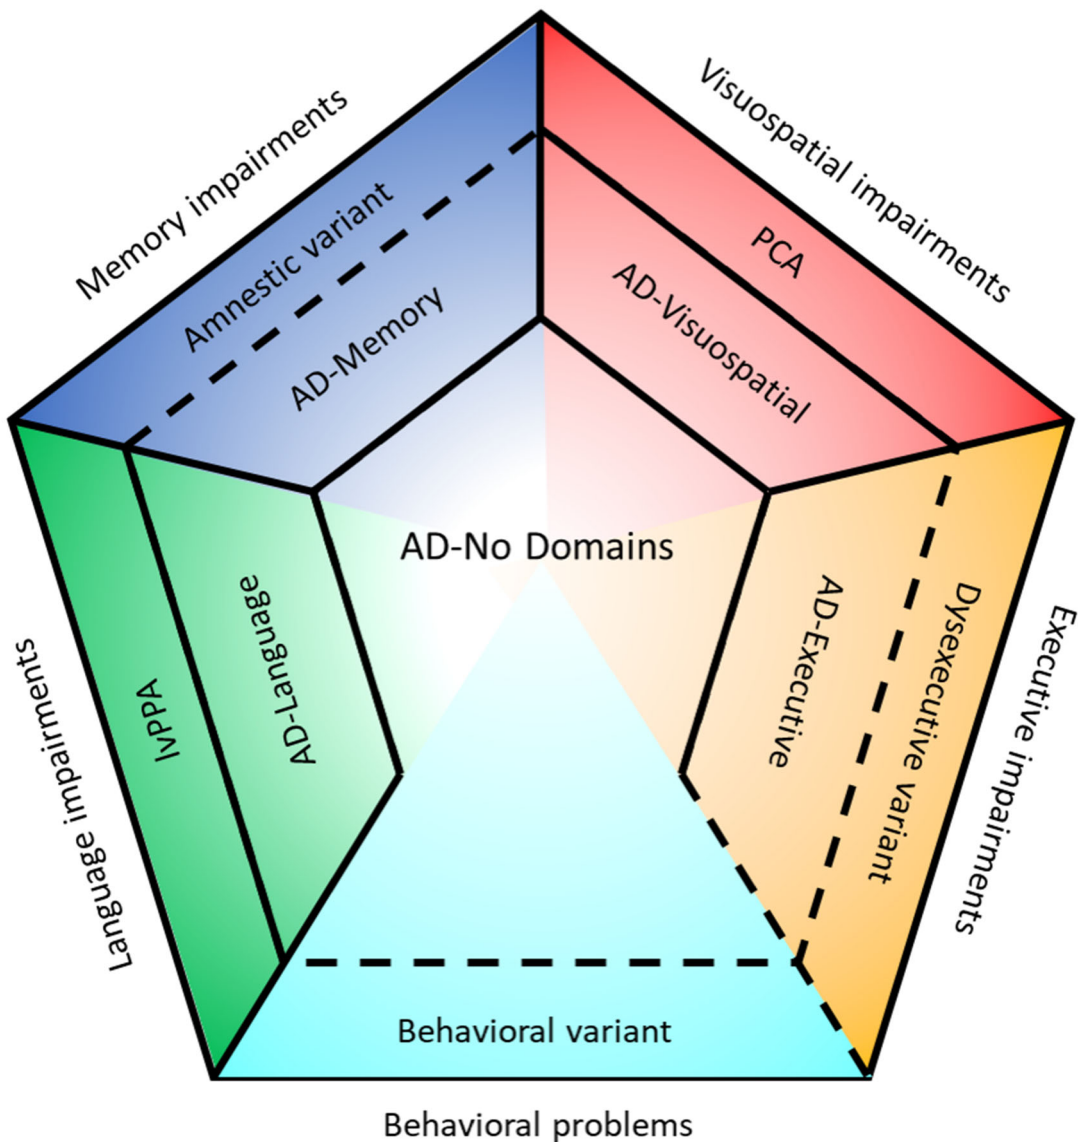 Memory impairments
Visuospatial impairments
Amnestic variant
PCA
AD-Memory
AD-Visuospatial
AD-No Domains
Language impairments
lvPPA
AD-Language
AD-Executive
Dysexecutive variant
Executive impairments
Behavioral variant
Behavioral problems